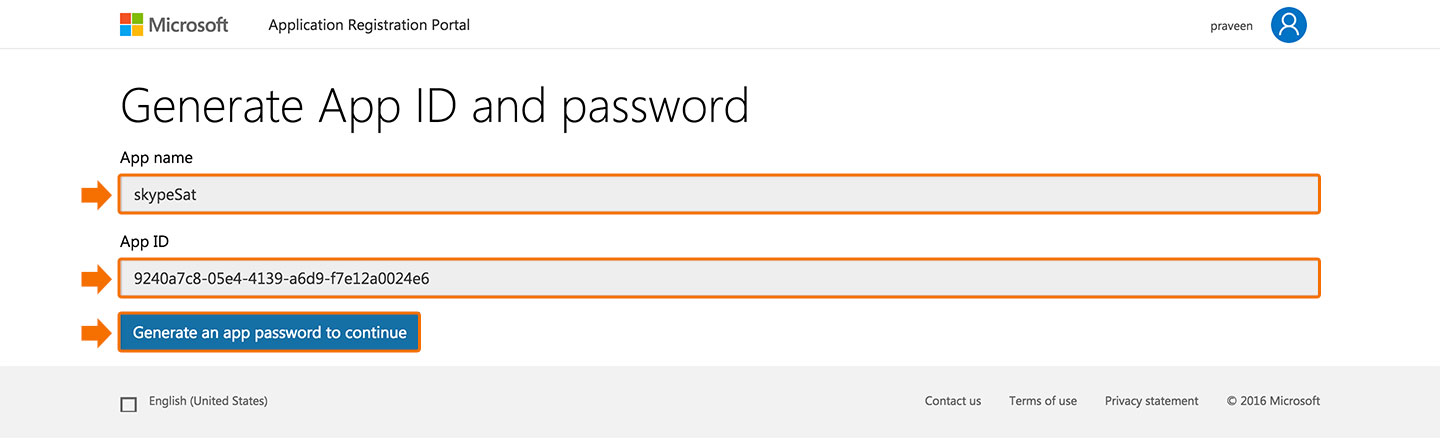 Microsoft Application Registration Portal praveen
Generate App ID and password
App name
skypeSat
App ID
9240a7c8-05e4-4139-a6d9-f7e12a0024e6
Generate an app password to continue
English (United States) Contact us Terms of use Privacy statement © 2016 Microsoft